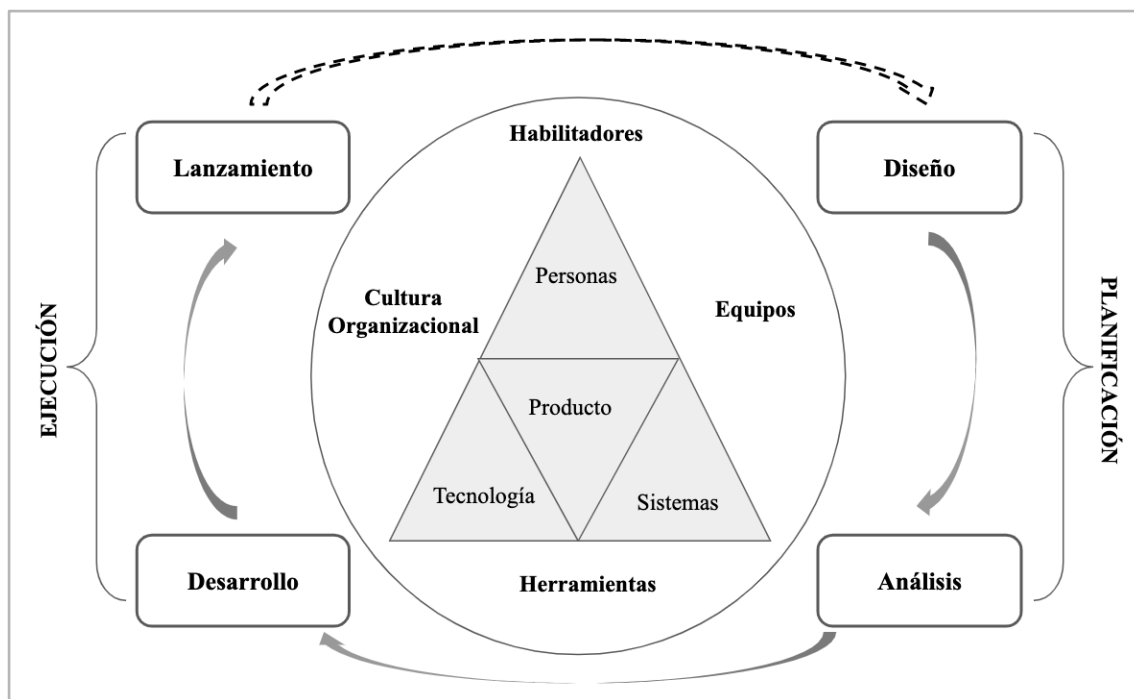 Habilitadores
Lanzamiento
Diseño
Personas
Cultura
Organizacional
Equipos
EJECUCIÓN
PLANIFICACIÓN
Producto
Tecnología
Sistemas
Desarrollo
Herramientas
Análisis